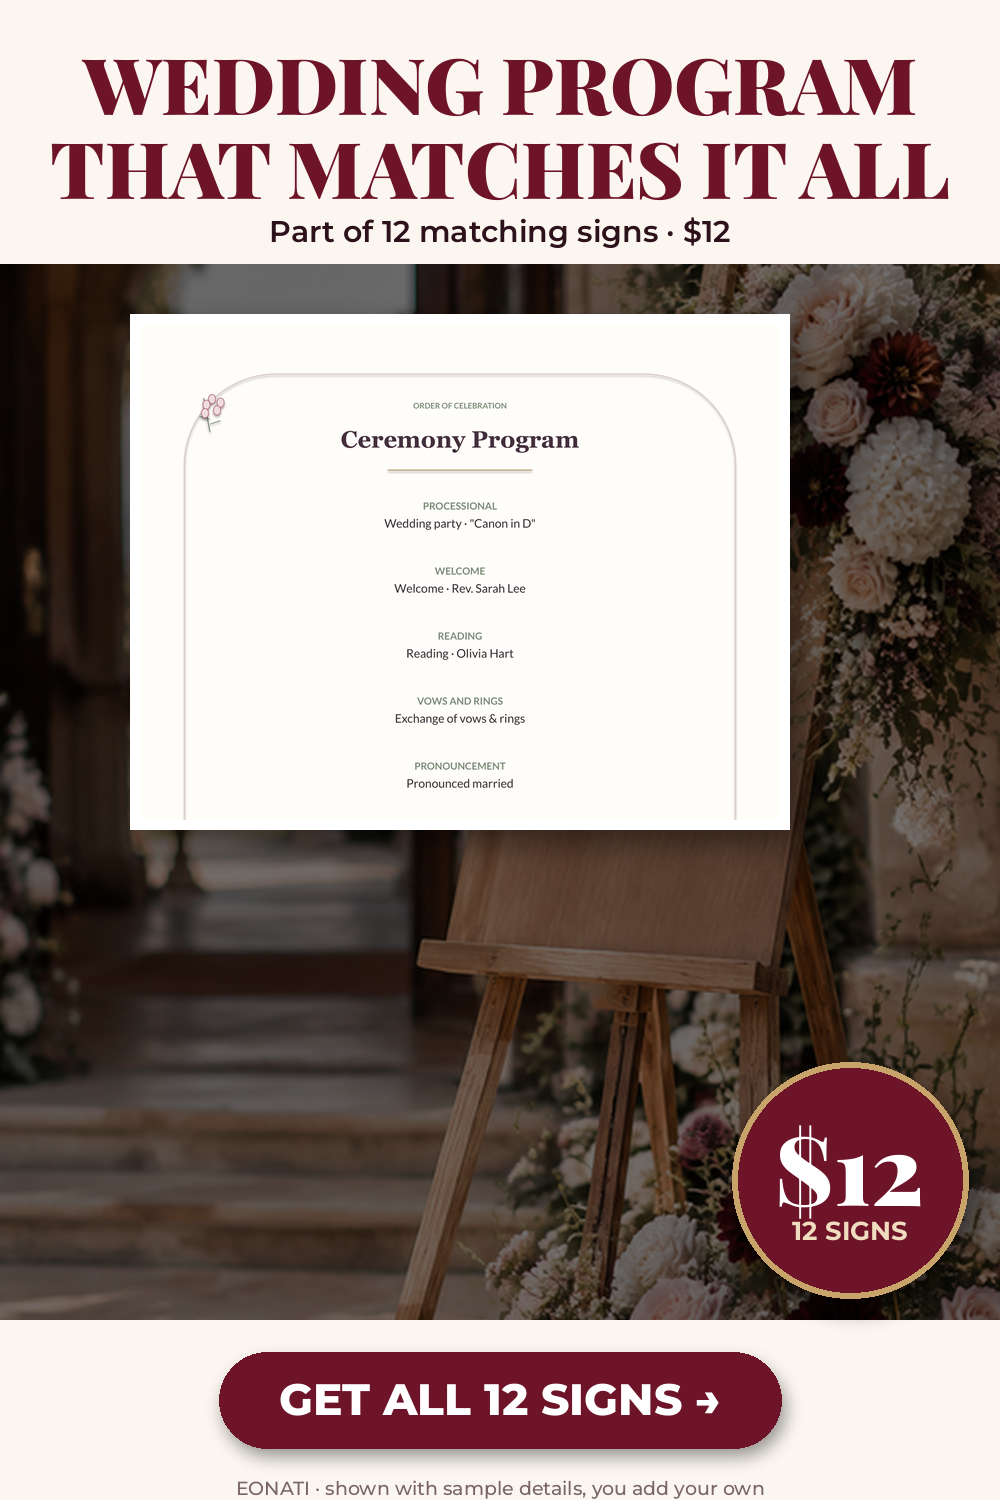 WEDDING PROGRAM
THAT MATCHES IT ALL
Part of 12 matching signs · $12
ORDER OF CELEBRATION
Ceremony Program
PROCESSIONAL
Wedding party · "Canon in D"
WELCOME
Welcome · Rev. Sarah Lee
READING
Reading · Olivia Hart
VOWS AND RINGS
Exchange of vows & rings
PRONOUNCEMENT
Pronounced married
$12
12 SIGNS
GET ALL 12 SIGNS →
EONATI · shown with sample details, you add your own